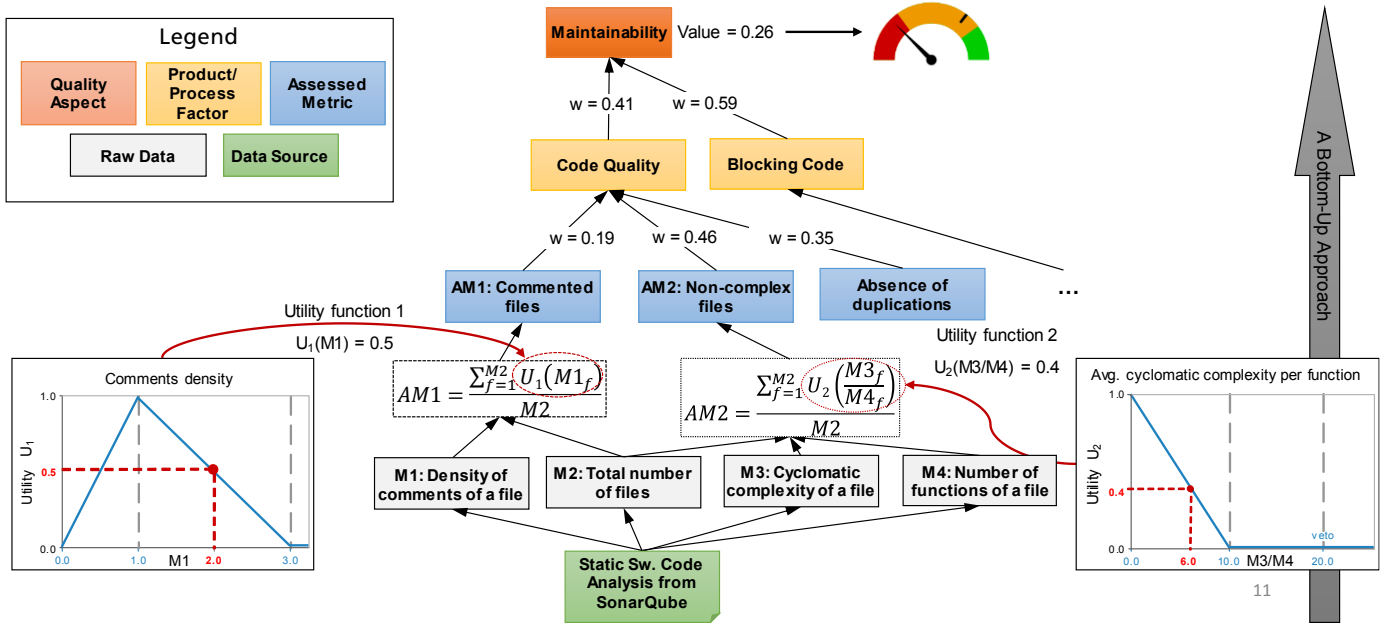 Legend
Quality
Aspect
Product/
Process
Factor
Assessed
Metric
Raw Data
Data Source
Maintainability
Value = 0.26
w = 0.41
w = 0.59
Code Quality
Blocking Code
w = 0.19
w = 0.46
w = 0.35
AM1: Commented
files
AM2: Non-complex
files
Absence of
duplications
...
A Bottom-Up Approach
Utility function 1
U₁(M1) = 0.5
Utility function 2
U₂(M3/M4) = 0.4
Comments density
Utility U₁
1.0
0.5
0.0
0.0
1.0
2.0
3.0
M1
AM1 = ∑_{f=1}^{M2} U₁(M1_f) / M2
AM2 = ∑_{f=1}^{M2} U₂(M3_f / M4_f) / M2
Avg. cyclomatic complexity per function
Utility U₂
1.0
0.4
0.0
veto
0.0
6.0
10.0
20.0
M3/M4
M1: Density of
comments of a file
M2: Total number
of files
M3: Cyclomatic
complexity of a file
M4: Number of
functions of a file
Static Sw. Code
Analysis from
SonarQube
11